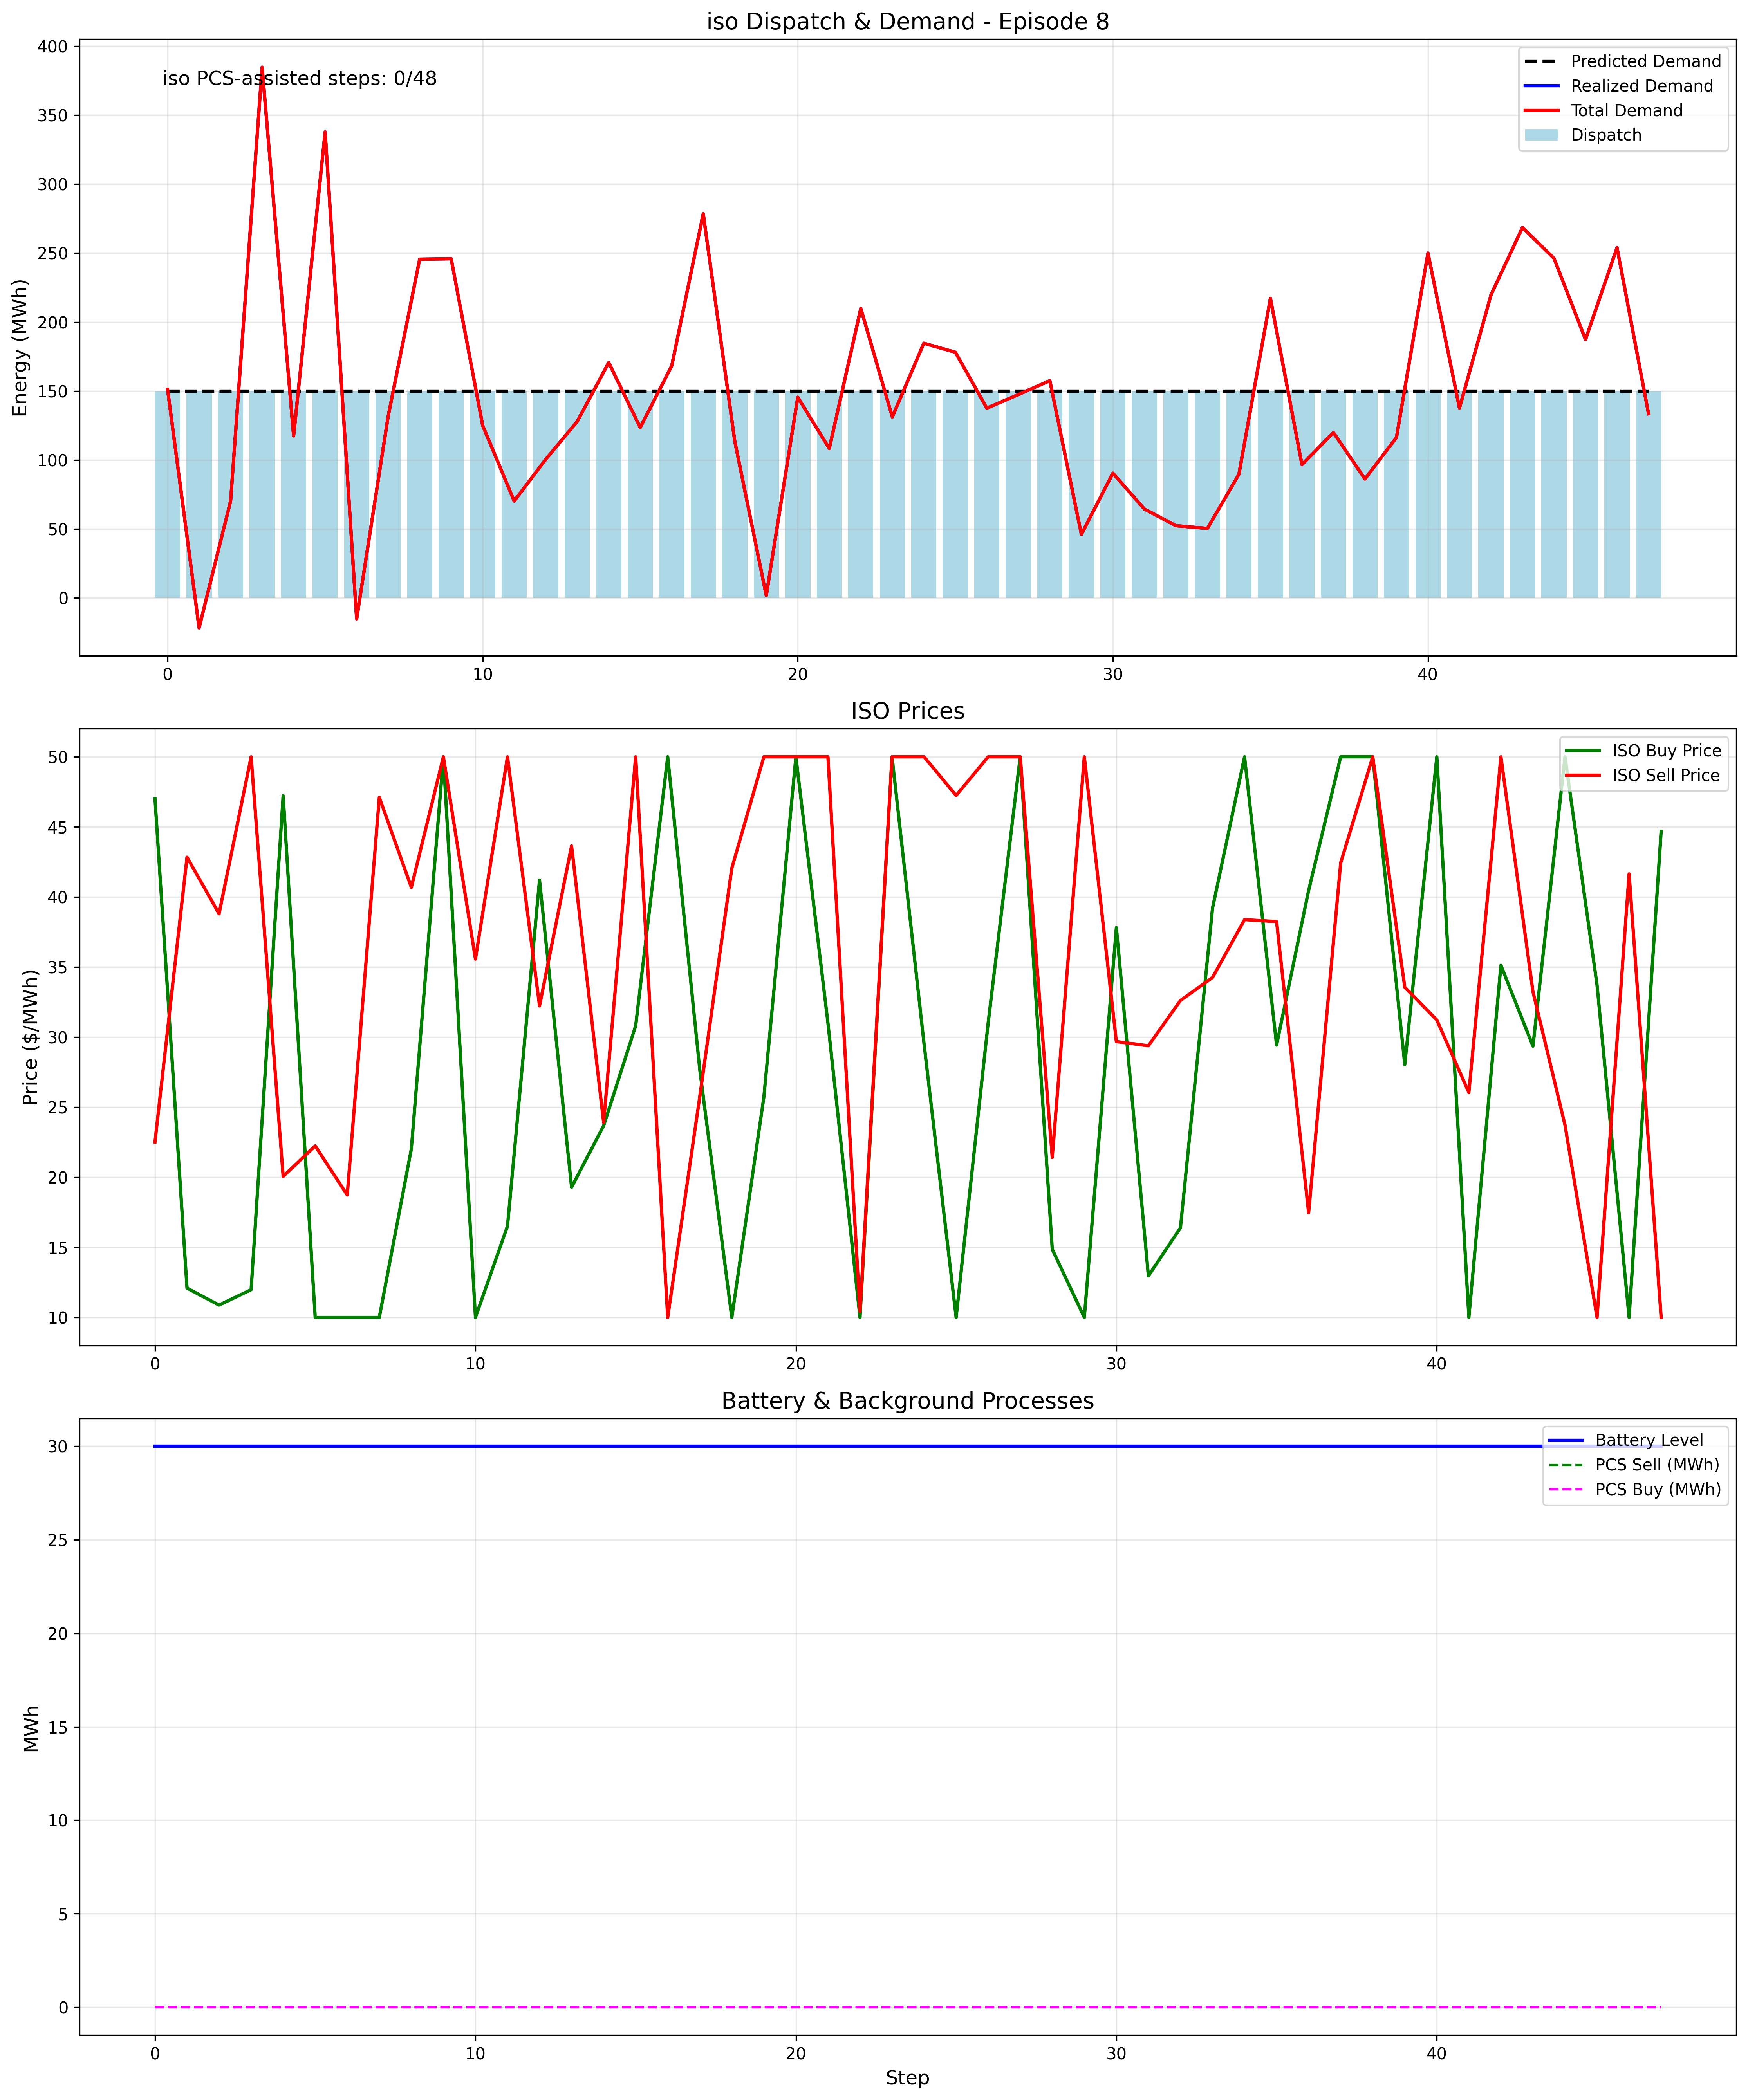 iso Dispatch & Demand - Episode 8
iso PCS-assisted steps: 0/48
Predicted Demand
Realized Demand
Total Demand
Dispatch
Energy (MWh)
400
350
300
250
200
150
100
50
0
0 10 20 30 40
ISO Prices
ISO Buy Price
ISO Sell Price
Price ($/MWh)
50
45
40
35
30
25
20
15
10
0 10 20 30 40
Battery & Background Processes
Battery Level
PCS Sell (MWh)
PCS Buy (MWh)
MWh
30
25
20
15
10
5
0
0 10 20 30 40
Step